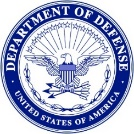 DEPARTMENT OF DEFENSE
UNITED STATES OF AMERICA